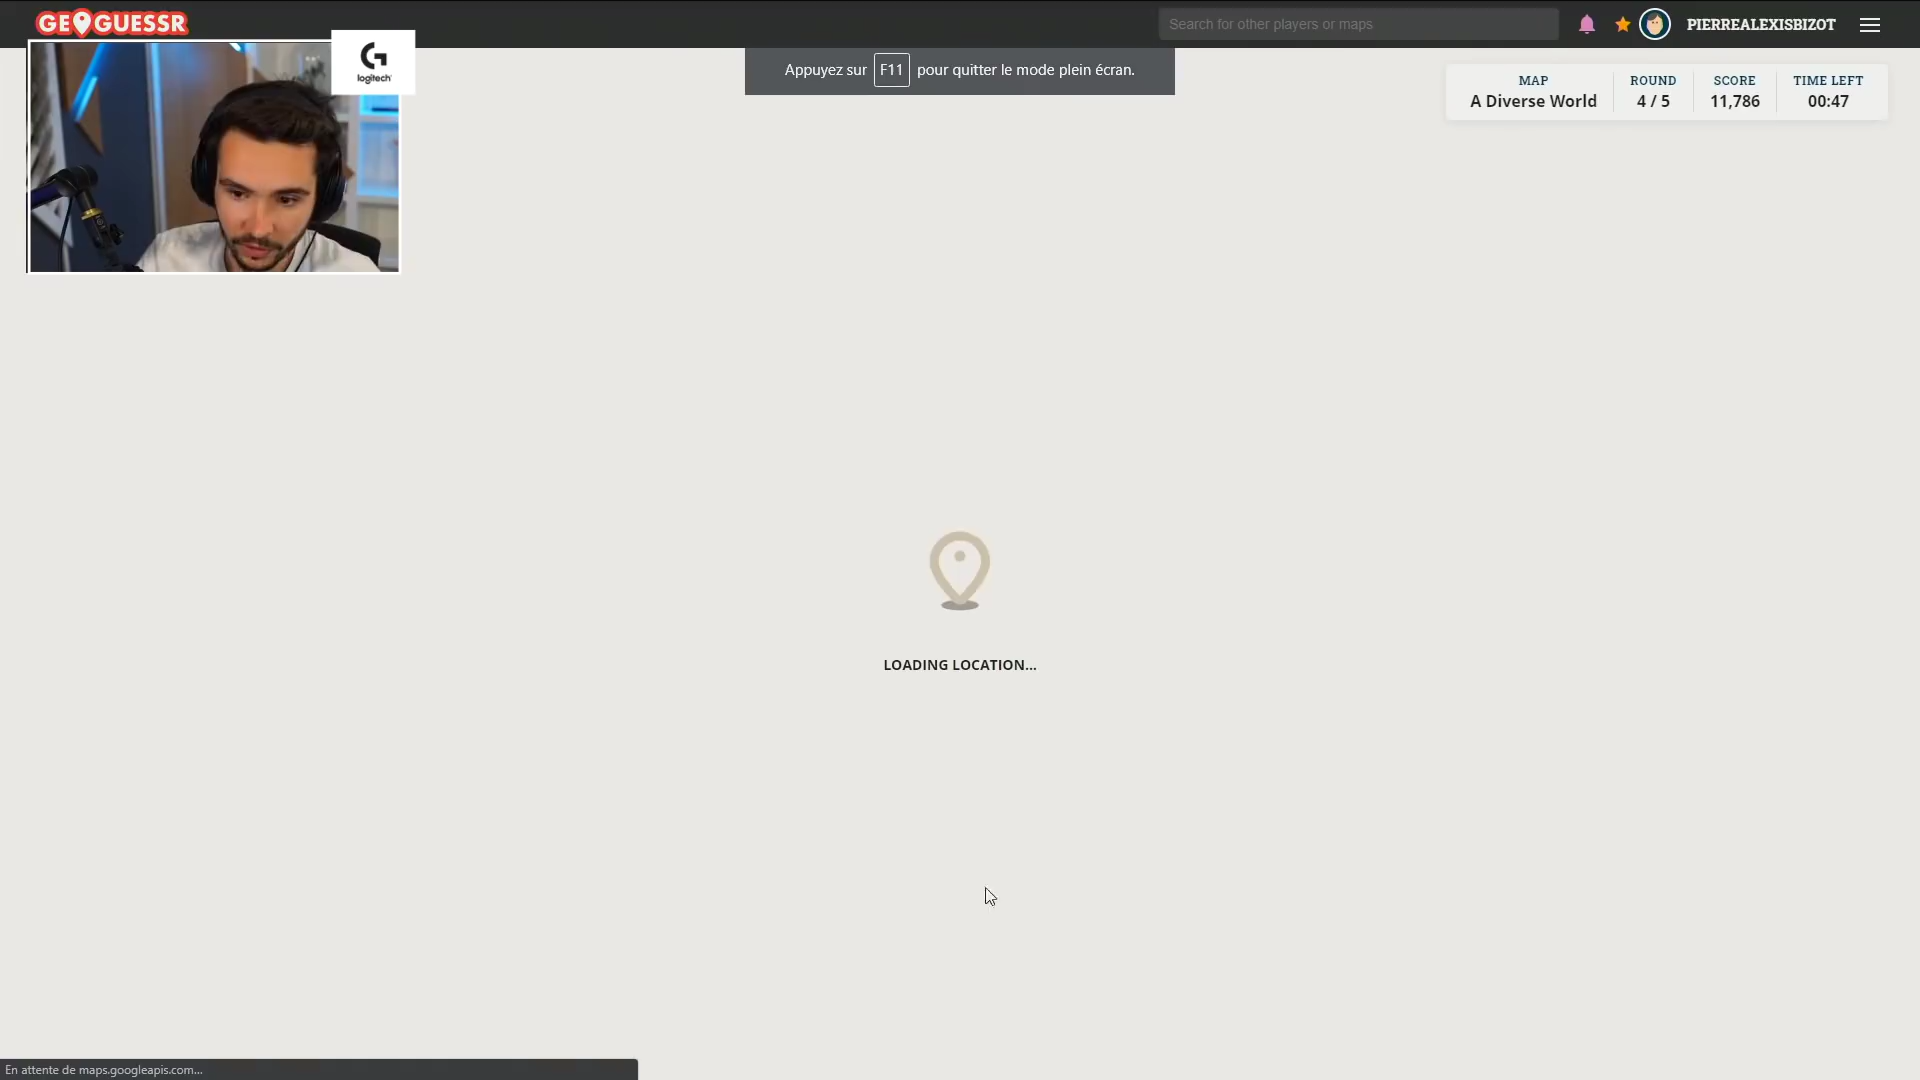 GEOGUESSR
Search for other players or maps
PIERREALEXISBIZOT
logitech
Appuyez sur F11 pour quitter le mode plein écran.
MAP ROUND SCORE TIME LEFT
A Diverse World 4 / 5 11,786 00:47
LOADING LOCATION...
En attente de maps.googleapis.com...